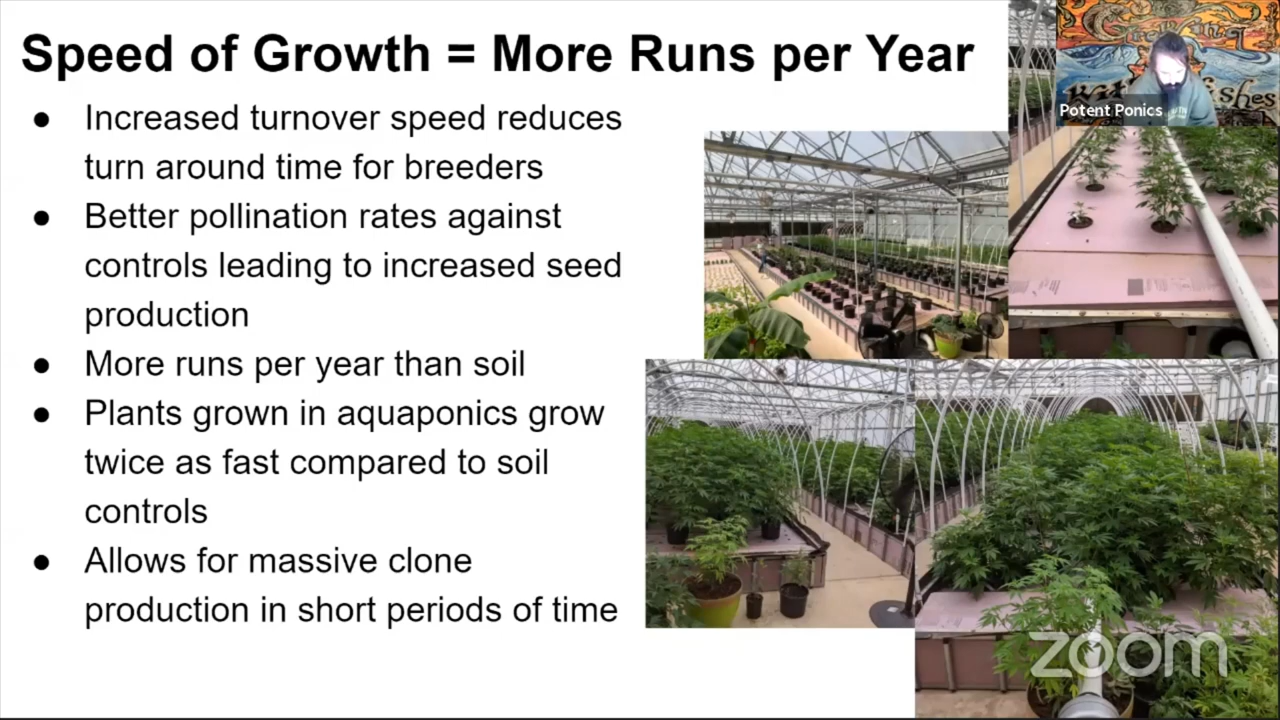 Speed of Growth = More Runs per Year
● Increased turnover speed reduces
turn around time for breeders
● Better pollination rates against
controls leading to increased seed
production
● More runs per year than soil
● Plants grown in aquaponics grow
twice as fast compared to soil
controls
● Allows for massive clone
production in short periods of time
Potent Ponics
zoom